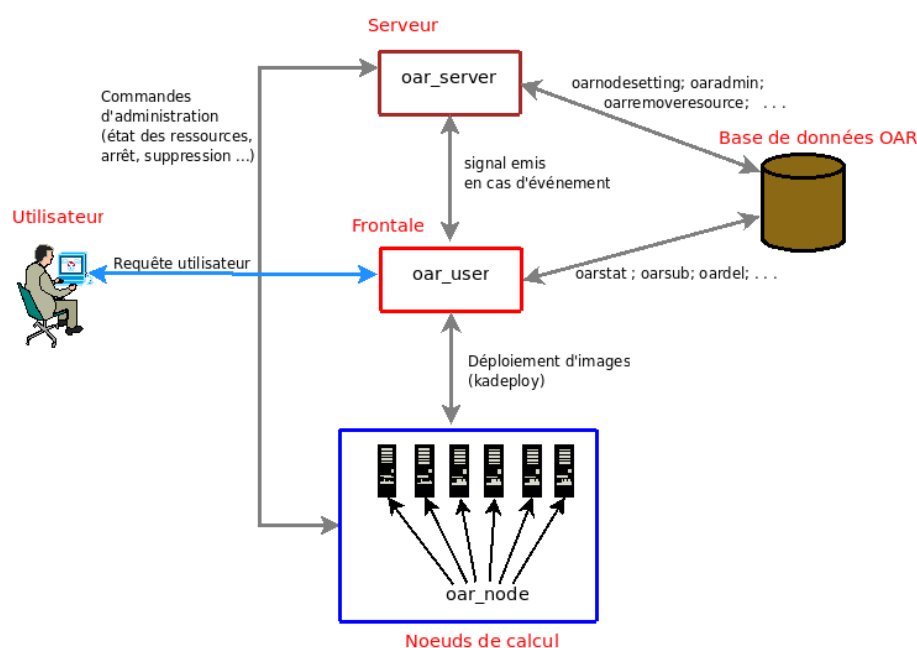 Serveur
oar_server
Commandes
d'administration
(état des ressources,
arrêt, suppression ...)
oarnodesetting; oaradmin;
oarremoveresource; . . .
Base de données OAR
signal emis
en cas d'événement
Utilisateur
Frontale
Requête utilisateur
oar_user
oarstat ; oarsub; oardel; . . .
Déploiement d'images
(kadeploy)
oar_node
Noeuds de calcul